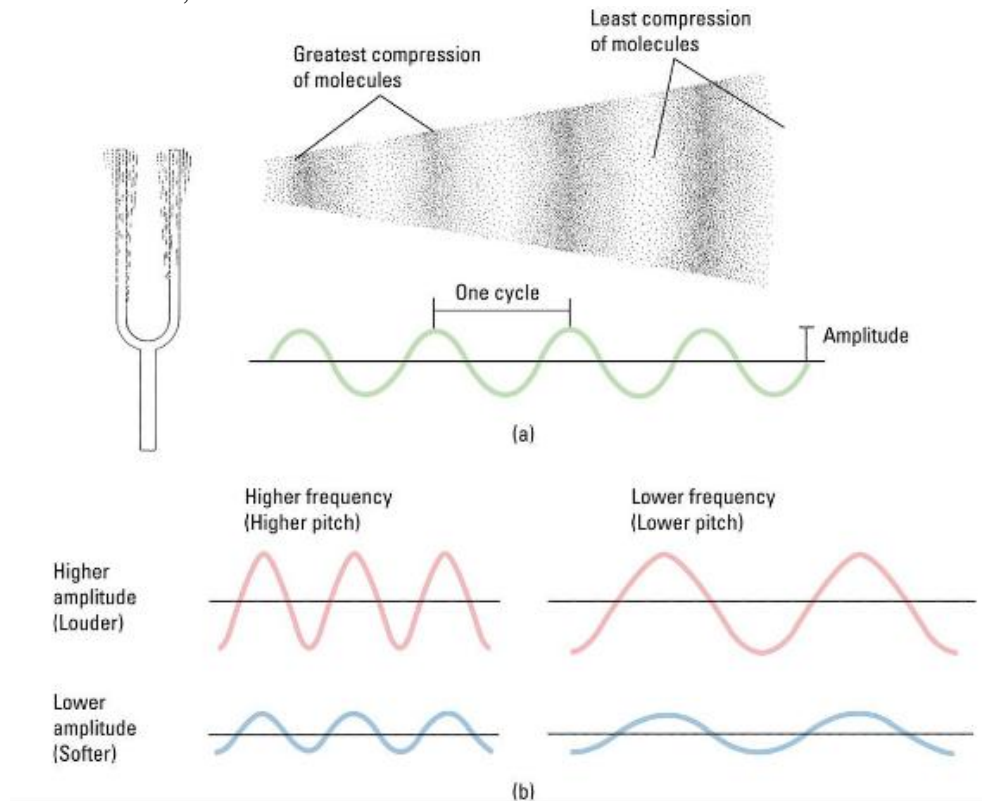 Least compression
of molecules
Greatest compression
of molecules
One cycle
Amplitude
(a)
Higher frequency
(Higher pitch)
Lower frequency
(Lower pitch)
Higher
amplitude
(Louder)
Lower
amplitude
(Softer)
(b)